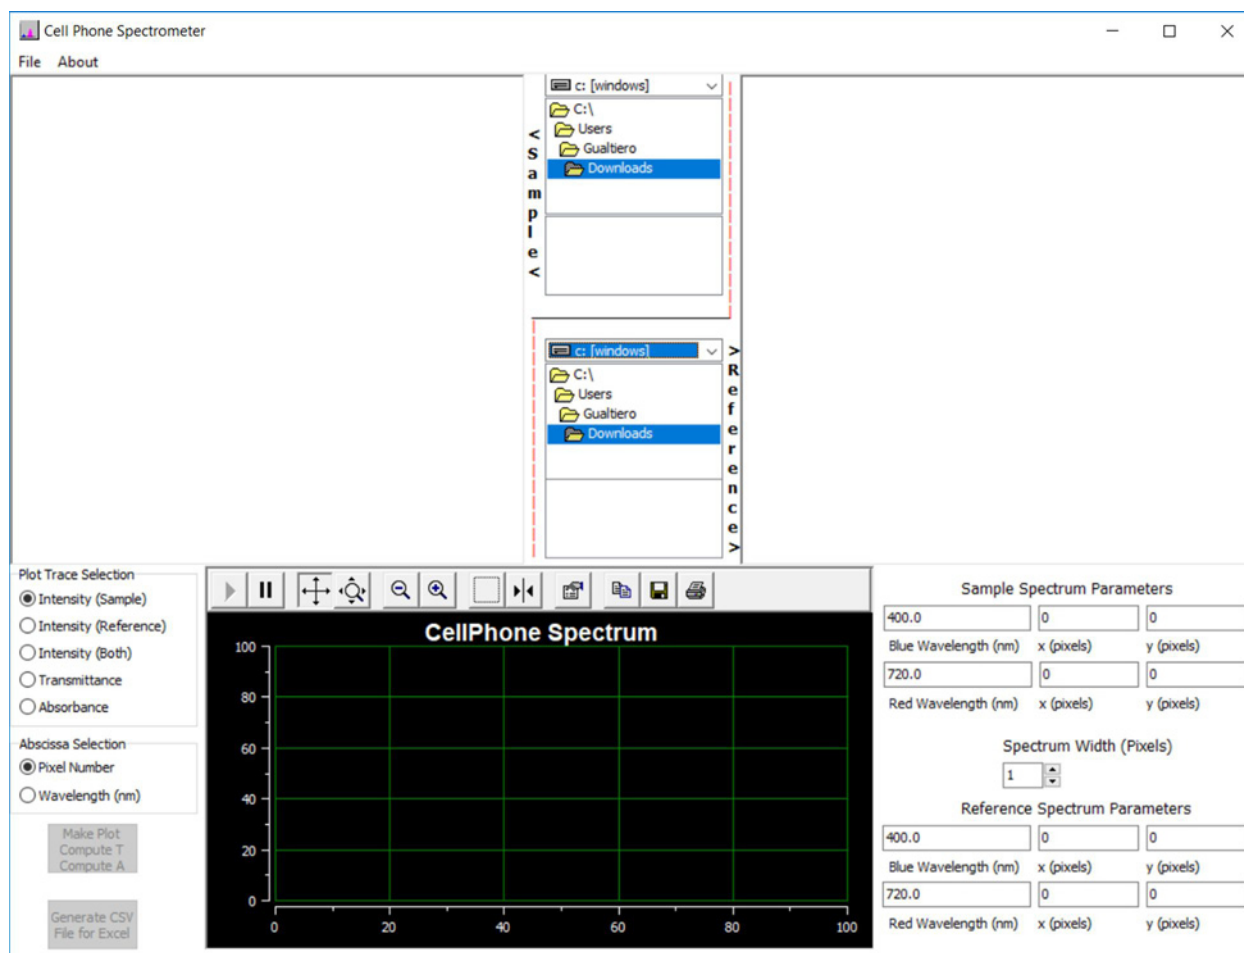 Cell Phone Spectrometer
File About
c: [windows]
C:\
Users
Gualtiero
Downloads
< Sample <
c: [windows]
C:\
Users
Gualtiero
Downloads
> Reference >
Plot Trace Selection
Intensity (Sample)
Intensity (Reference)
Intensity (Both)
Transmittance
Absorbance
Abscissa Selection
Pixel Number
Wavelength (nm)
Make Plot
Compute T
Compute A
Generate CSV
File for Excel
CellPhone Spectrum
100
80
60
40
20
0
0 20 40 60 80 100
Sample Spectrum Parameters
400.0 0 0
Blue Wavelength (nm) x (pixels) y (pixels)
720.0 0 0
Red Wavelength (nm) x (pixels) y (pixels)
Spectrum Width (Pixels)
1
Reference Spectrum Parameters
400.0 0 0
Blue Wavelength (nm) x (pixels) y (pixels)
720.0 0 0
Red Wavelength (nm) x (pixels) y (pixels)